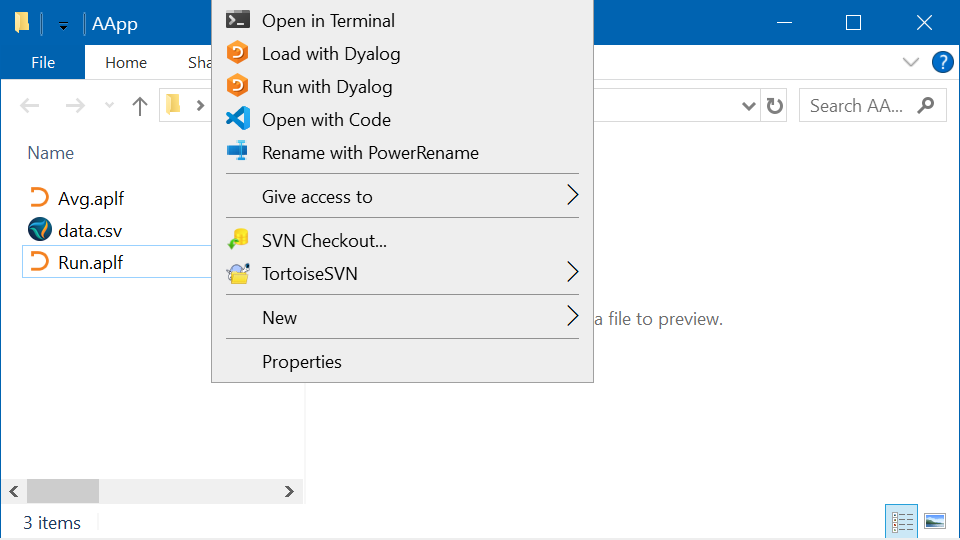 AApp
File
Home
Sha
?
Search AA...
Name
Avg.aplf
data.csv
Run.aplf
Open in Terminal
Load with Dyalog
Run with Dyalog
Open with Code
Rename with PowerRename
Give access to
SVN Checkout...
TortoiseSVN
New
Properties
a file to preview.
3 items